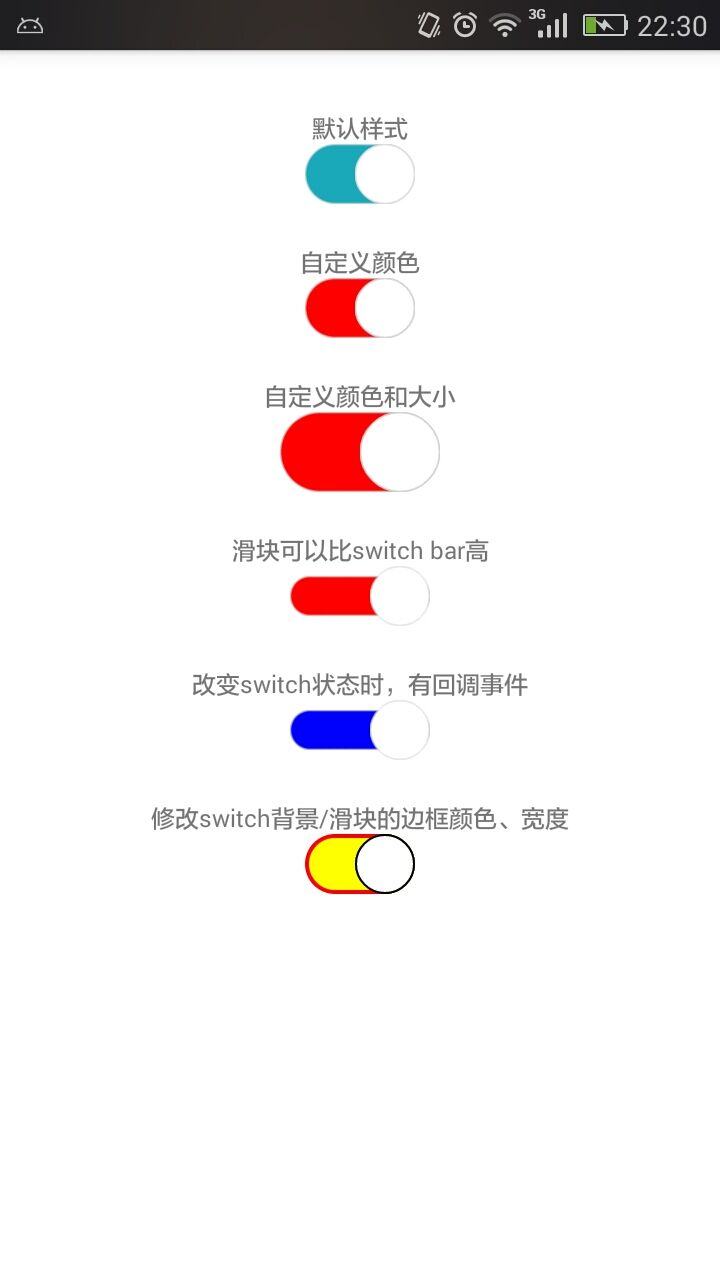 3G 22:30
默认样式
自定义颜色
自定义颜色和大小
滑块可以比switch bar高
改变switch状态时，有回调事件
修改switch背景/滑块的边框颜色、宽度